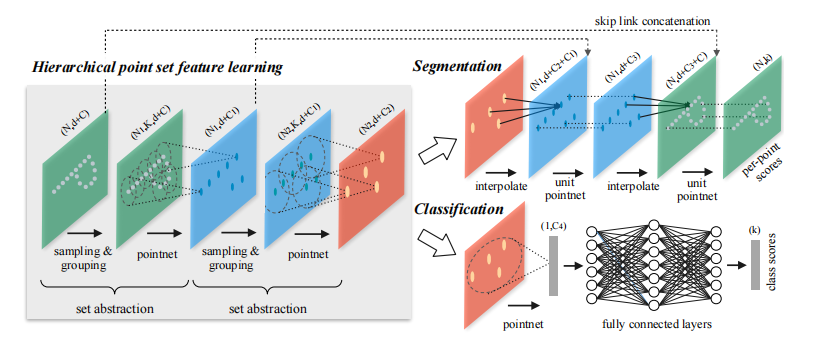 skip link concatenation
Hierarchical point set feature learning
(N,d+C)
(N1,K,d+C)
(N1,d+C1)
(N2,K,d+C1)
(N2,d+C2)
sampling &
grouping
pointnet
sampling &
grouping
pointnet
set abstraction
set abstraction
Segmentation
(N1,d+C2+C1)
(N1,d+C3)
(N,d+C3+C)
(N,k)
interpolate
unit
pointnet
interpolate
unit
pointnet
per-point
scores
Classification
(1,C4)
(k)
class scores
pointnet
fully connected layers